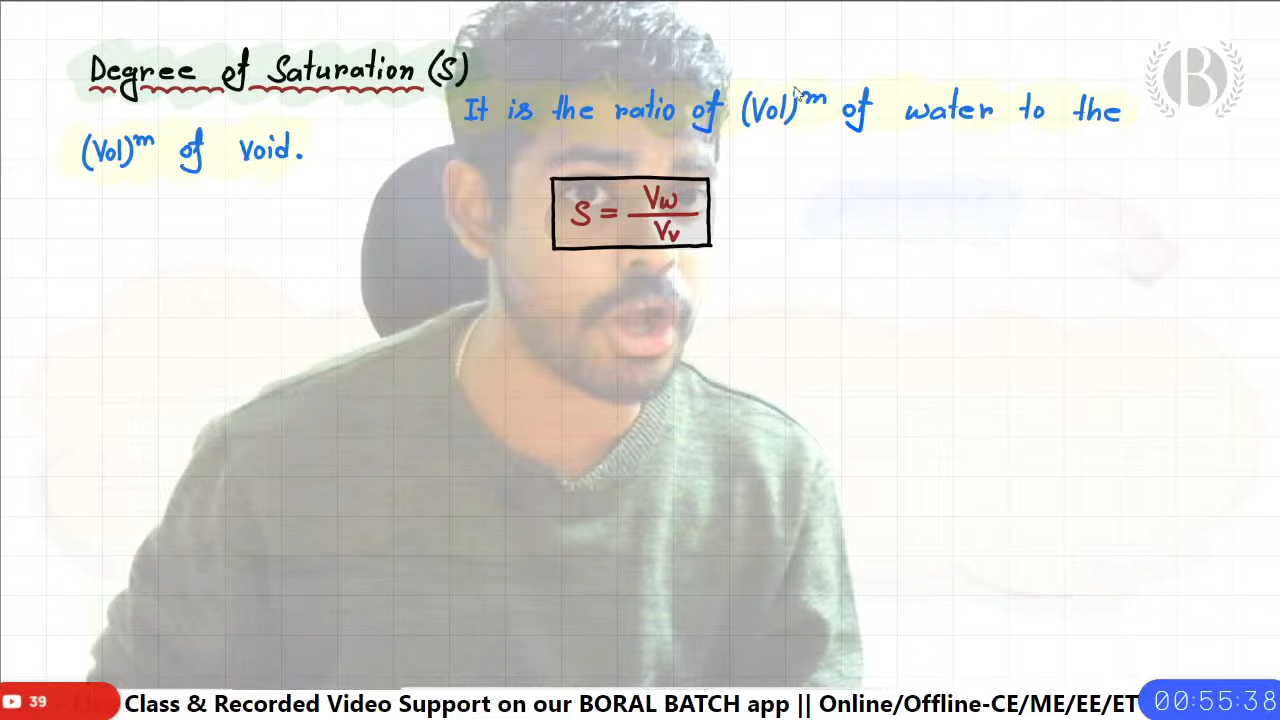 Degree of Saturation (S)
It is the ratio of (Vol)ᵐ of water to the
(Vol)ᵐ of void.
S = Vw/Vv
B
39
Class & Recorded Video Support on our BORAL BATCH app || Online/Offline-CE/ME/EE/ET
00:55:38